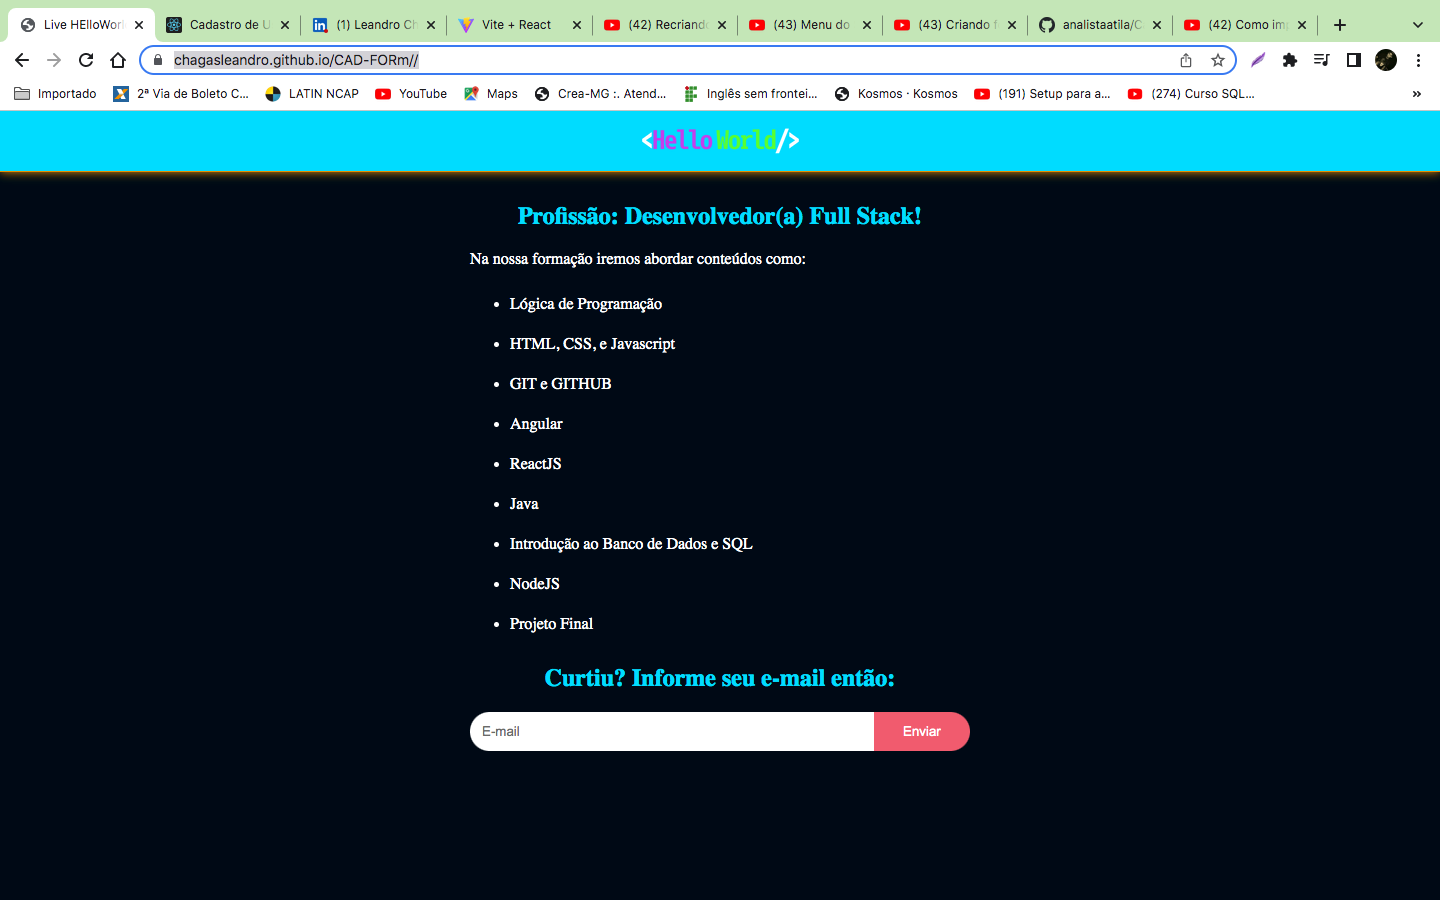 Live HElloWorl
Cadastro de U
(1) Leandro Ch
Vite + React
(42) Recriand
(43) Menu do
(43) Criando f
analistaatila/C
(42) Como im
chagasleandro.github.io/CAD-FORm//
Importado
2ª Via de Boleto C...
LATIN NCAP
YouTube
Maps
Crea-MG :. Atend...
Inglês sem frontei...
Kosmos · Kosmos
(191) Setup para a...
(274) Curso SQL...
»
<Hello World/>
Profissão: Desenvolvedor(a) Full Stack!
Na nossa formação iremos abordar conteúdos como:
• Lógica de Programação
• HTML, CSS, e Javascript
• GIT e GITHUB
• Angular
• ReactJS
• Java
• Introdução ao Banco de Dados e SQL
• NodeJS
• Projeto Final
Curtiu? Informe seu e-mail então:
E-mail
Enviar